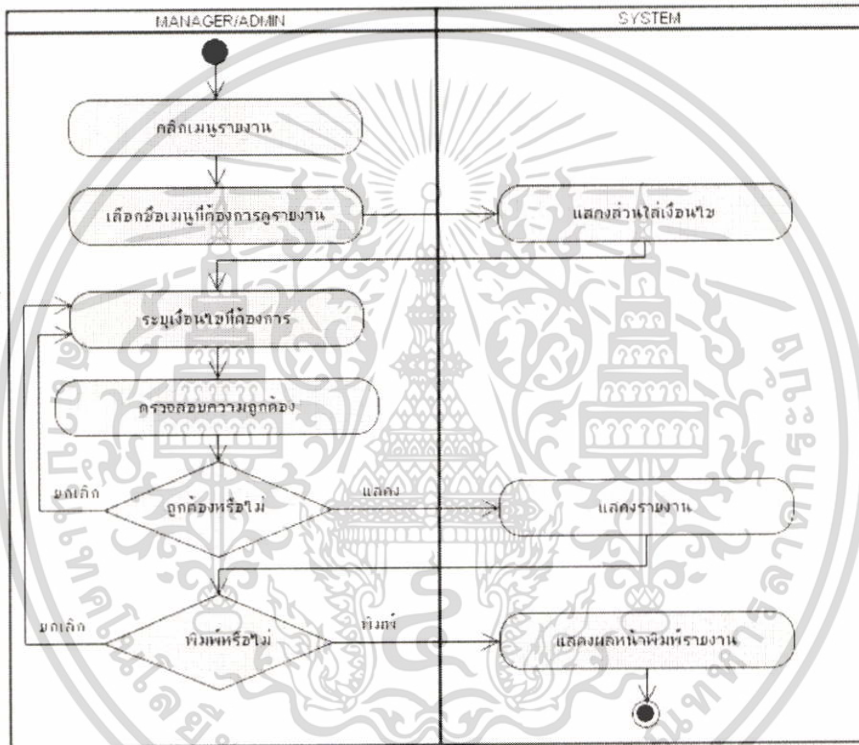 MANAGER/ADMIN
SYSTEM
คลิกเมนูรายงาน
เลือกชื่อเมนูที่ต้องการดูรายงาน
แสดงส่วนใส่เงื่อนไข
ระบุเงื่อนไขที่ต้องการ
ตรวจสอบความถูกต้อง
ยกเลิก
ถูกต้องหรือไม่
แสดง
แสดงรายงาน
ยกเลิก
พิมพ์หรือไม่
พิมพ์
แสดงผลหน้าพิมพ์รายงาน